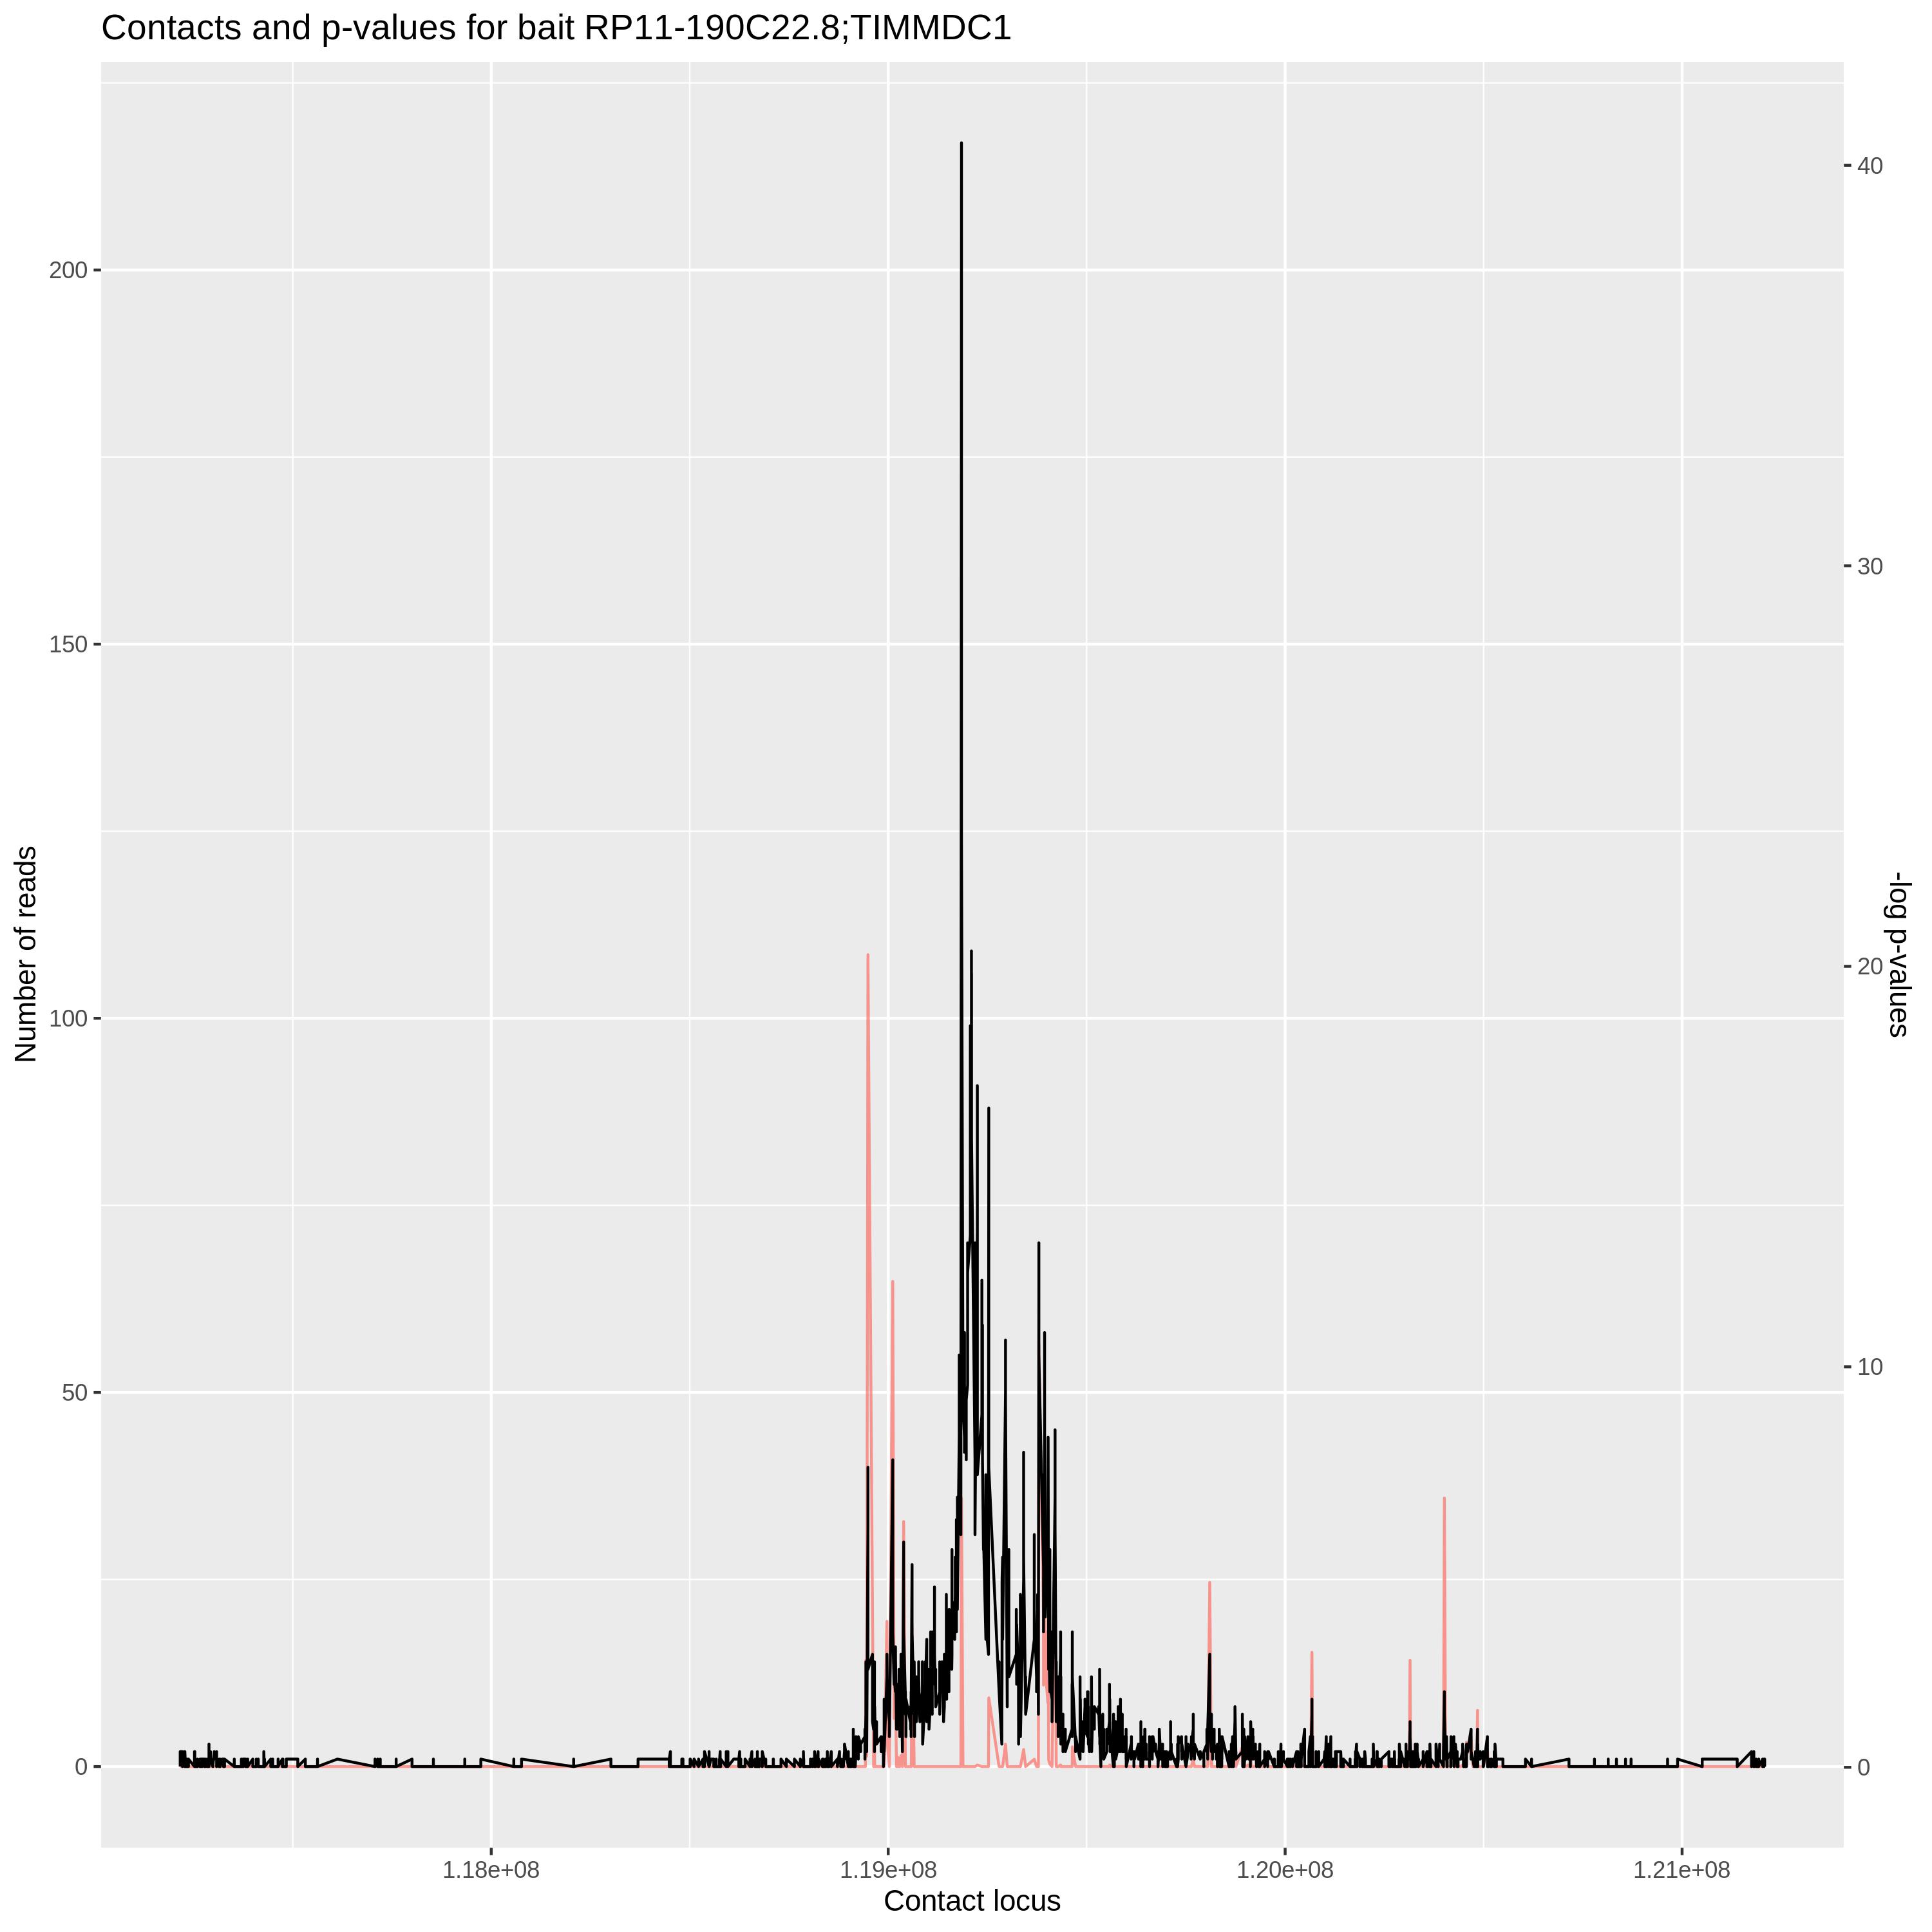 Contacts and p-values for bait RP11-190C22.8;TIMMDC1
200
150
100
50
0
Number of reads
40
30
20
10
0
-log p-values
1.18e+08
1.19e+08
1.20e+08
1.21e+08
Contact locus